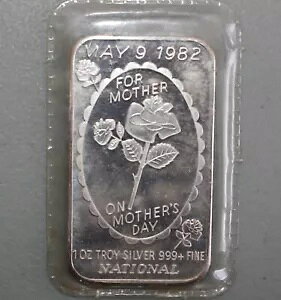 MAY 9 1982
FOR
MOTHER
ON
MOTHER'S
DAY
1 OZ TROY SILVER 999+ FINE
NATIONAL